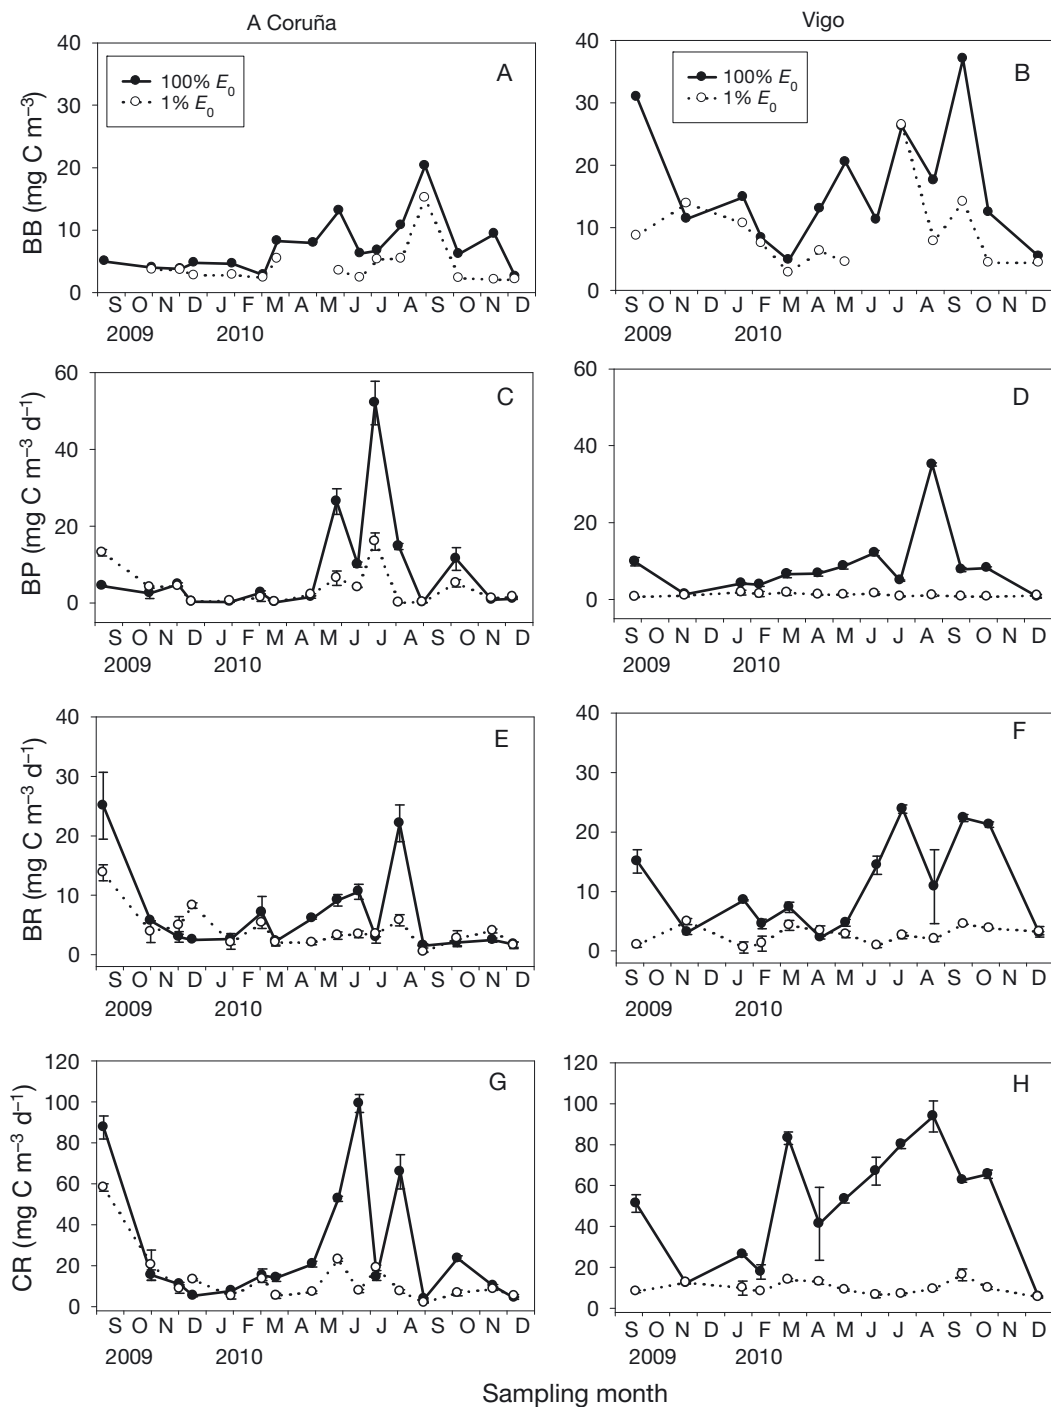 A Coruña
Vigo
BB (mg C m⁻³)
40
30
20
10
0
100% E₀
1% E₀
A
S O N D J F M A M J J A S O N D
2009 2010
40
30
20
10
0
100% E₀
1% E₀
B
S O N D J F M A M J J A S O D
2009 2010
BP (mg C m⁻³ d⁻¹)
60
40
20
0
C
S O N D J F M A M J J A S O N D
2009 2010
60
40
20
0
D
S O N D J F M A M J J A S O D
2009 2010
BR (mg C m⁻³ d⁻¹)
40
30
20
10
0
E
S O N D J F M A M J J A S O N D
2009 2010
40
30
20
10
0
F
S O N D J F M A M J J A S O D
2009 2010
CR (mg C m⁻³ d⁻¹)
120
100
80
60
40
20
0
G
S O N D J F M A M J J A S O N D
2009 2010
120
100
80
60
40
20
0
H
S O N D J F M A M J J A S O D
2009 2010
Sampling month